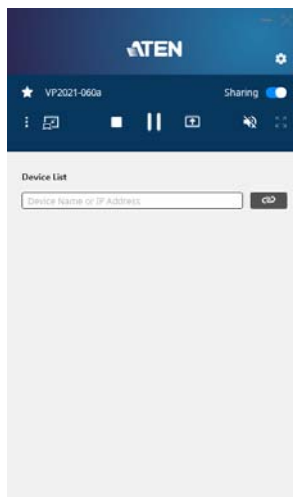 ATEN
VP2021-060a
Sharing
Device List
Device Name or IP Address